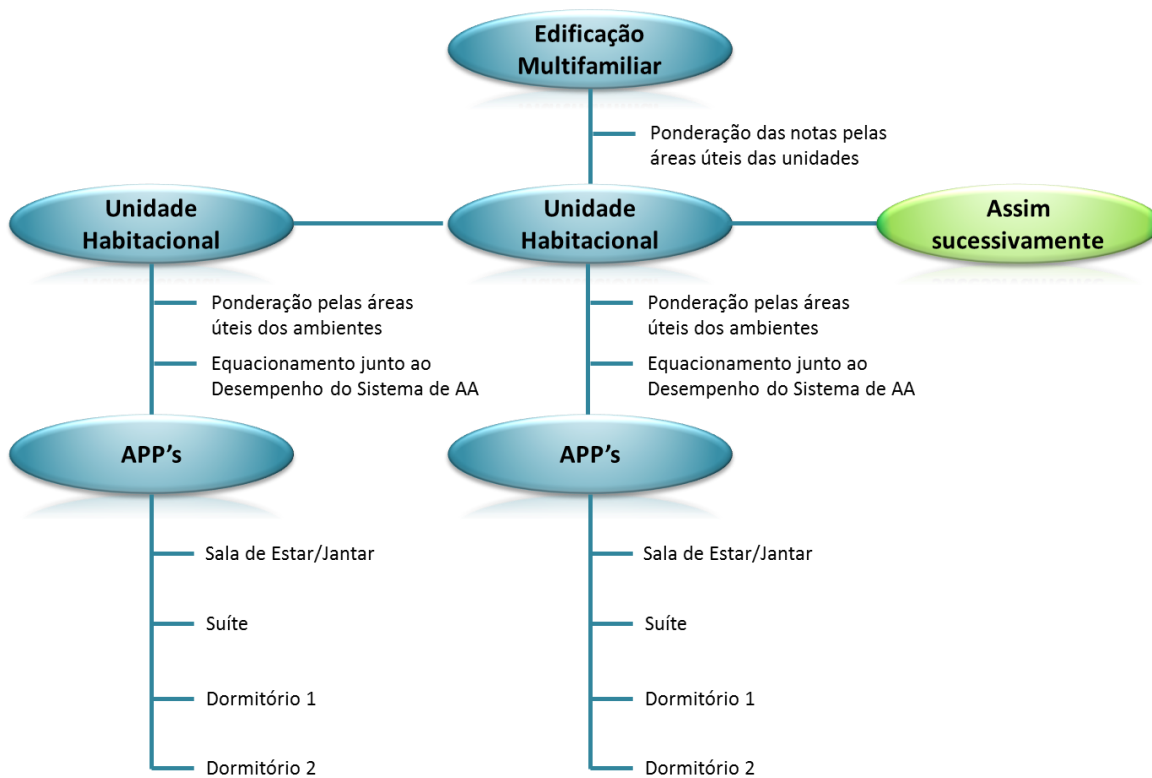 Edificação
Multifamiliar
Ponderação das notas pelas
áreas úteis das unidades
Unidade
Habitacional
Unidade
Habitacional
Assim
sucessivamente
Ponderação pelas áreas
úteis dos ambientes
Equacionamento junto ao
Desempenho do Sistema de AA
Ponderação pelas áreas
úteis dos ambientes
Equacionamento junto ao
Desempenho do Sistema de AA
APP’s
Sala de Estar/Jantar
Suíte
Dormitório 1
Dormitório 2
APP’s
Sala de Estar/Jantar
Suíte
Dormitório 1
Dormitório 2